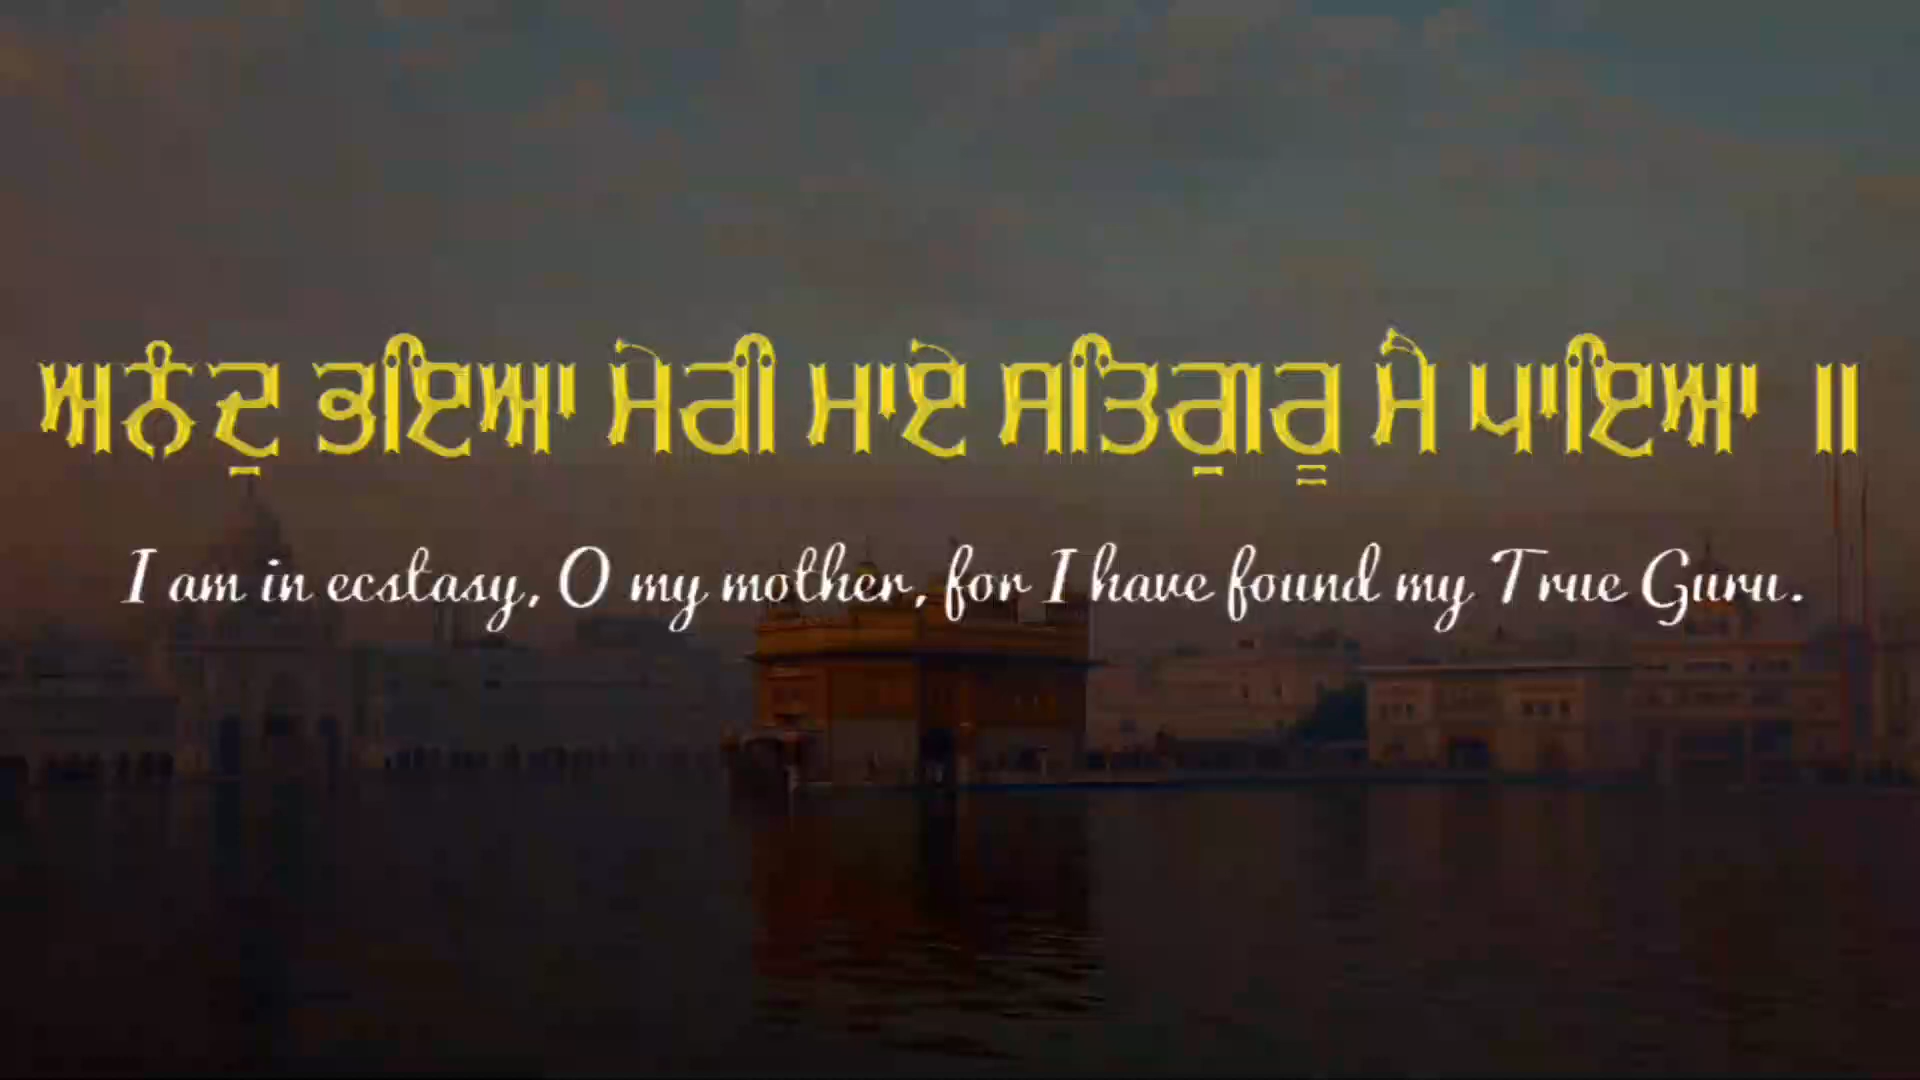 ਅਨੰਦੁ ਭਇਆ ਮੇਰੀ ਮਾਏ ਸਤਿਗੁਰੂ ਮੈ ਪਾਇਆ ॥
I am in ecstasy, O my mother, for I have found my True Guru.